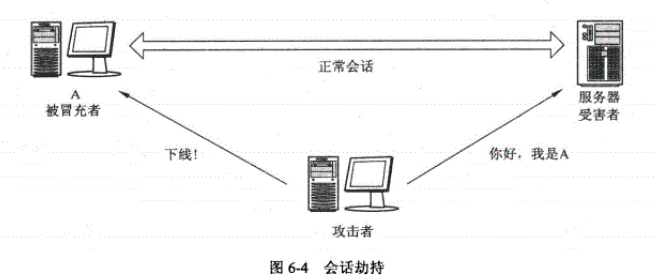 正常会话
A
被冒充者
服务器
受害者
下线!
你好，我是A
攻击者
图 6-4 会话劫持